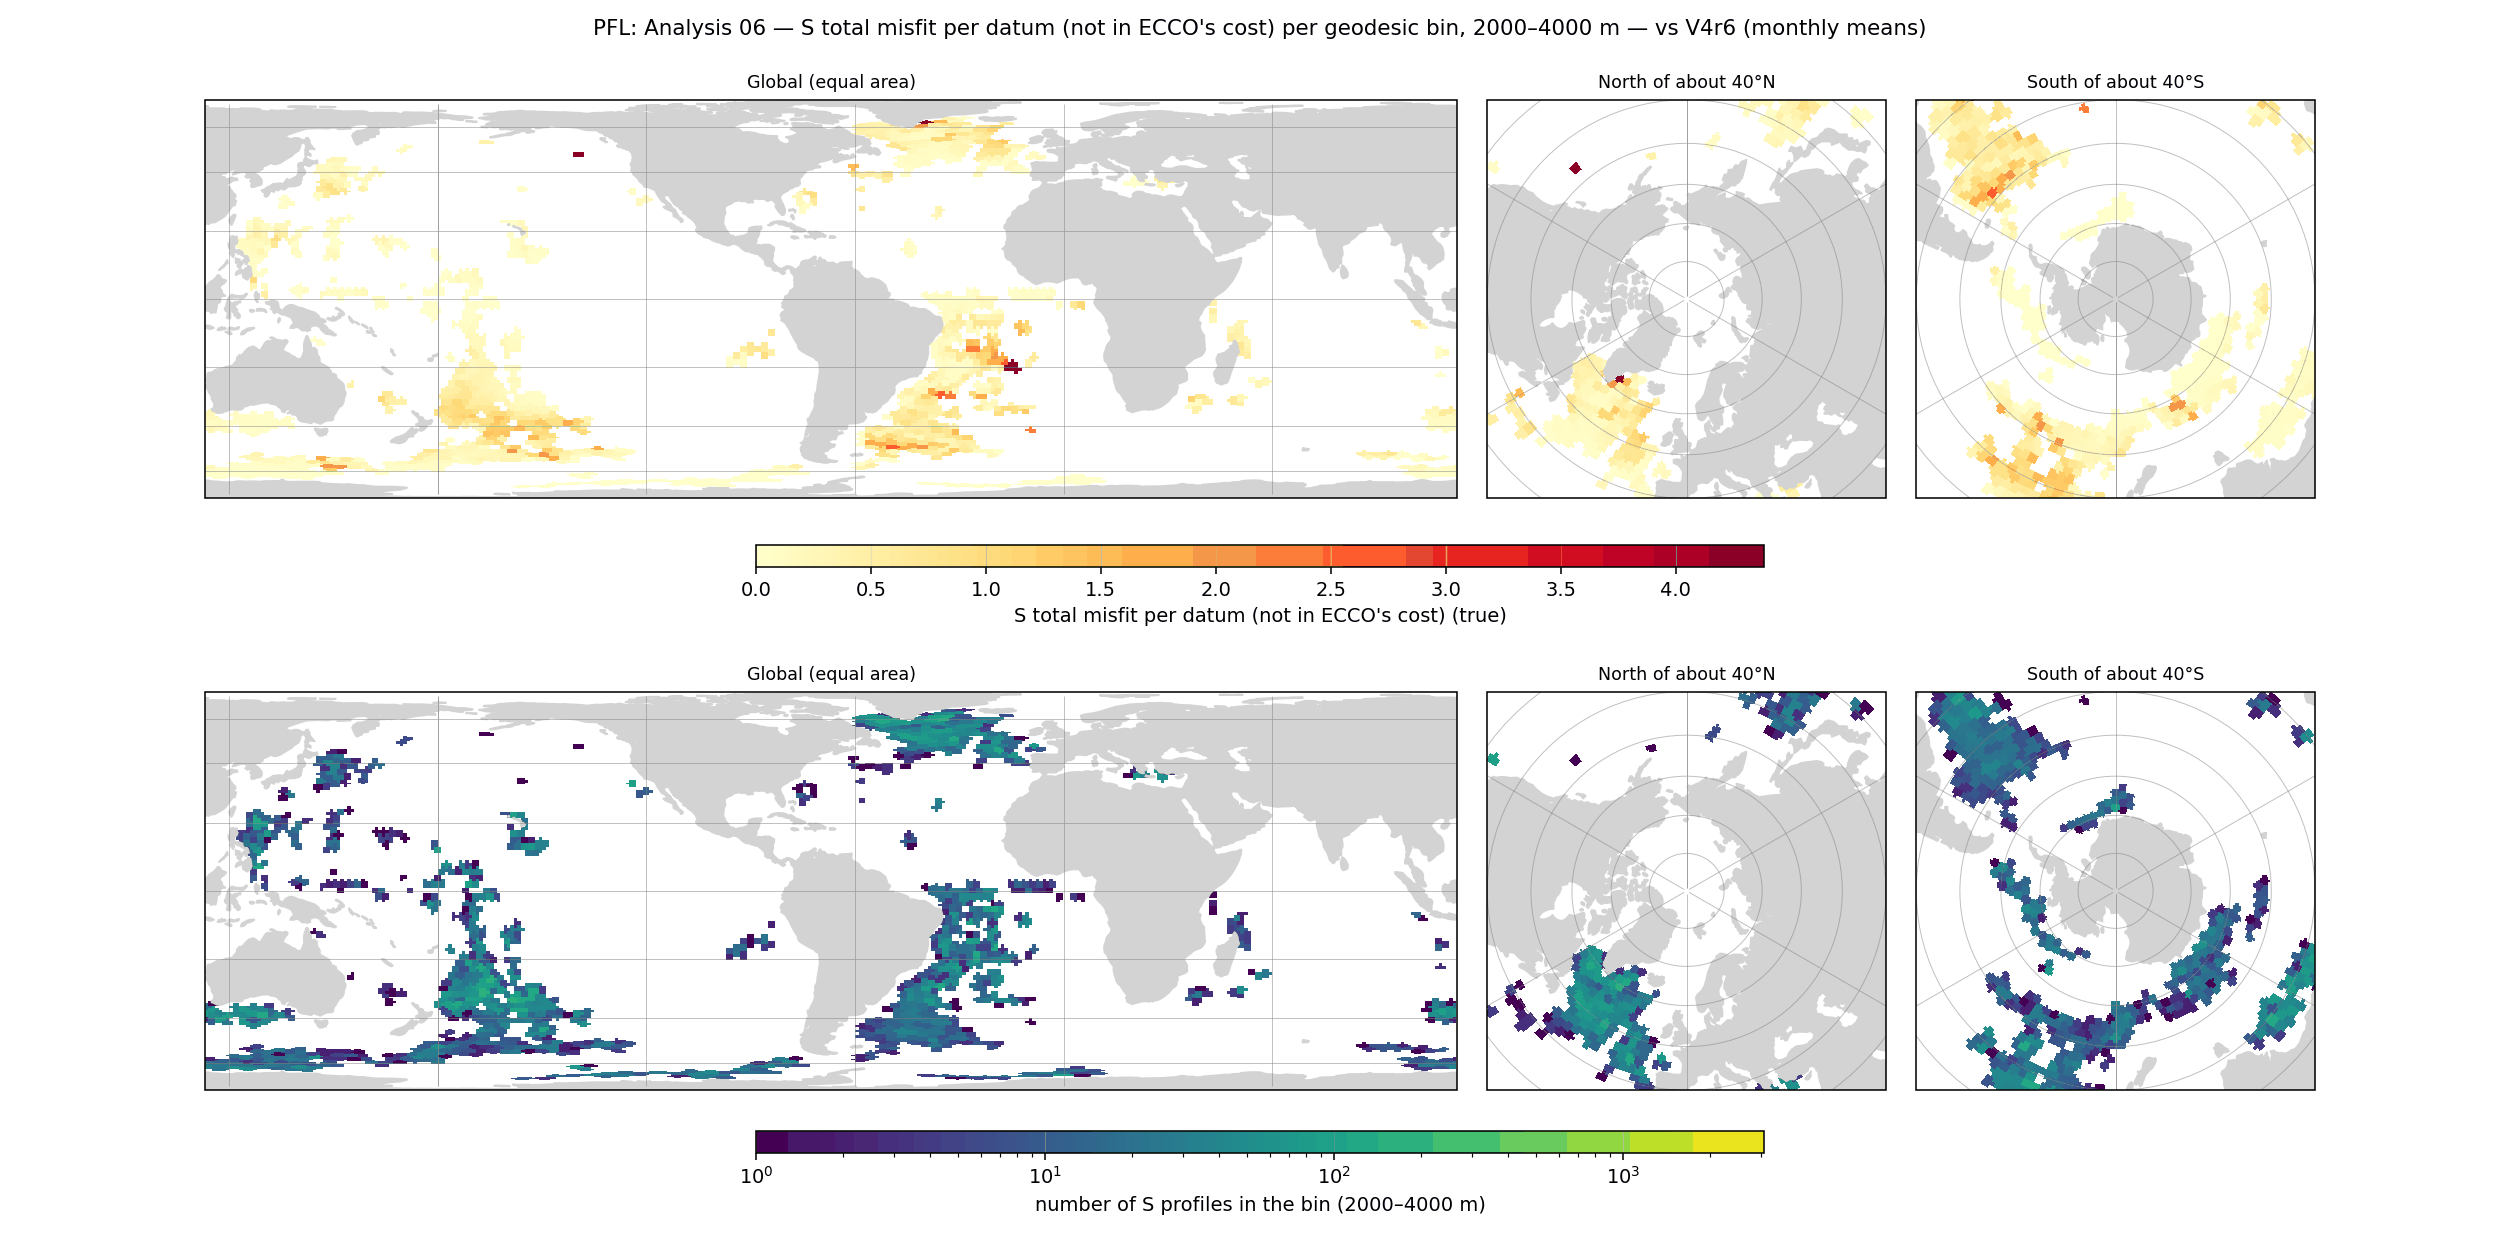 PFL: Analysis 06 — S total misfit per datum (not in ECCO's cost) per geodesic bin, 2000–4000 m — vs V4r6 (monthly means)
Global (equal area)
North of about 40°N
South of about 40°S
0.0 0.5 1.0 1.5 2.0 2.5 3.0 3.5 4.0
S total misfit per datum (not in ECCO's cost) (true)
Global (equal area)
North of about 40°N
South of about 40°S
10⁰ 10¹ 10² 10³
number of S profiles in the bin (2000–4000 m)